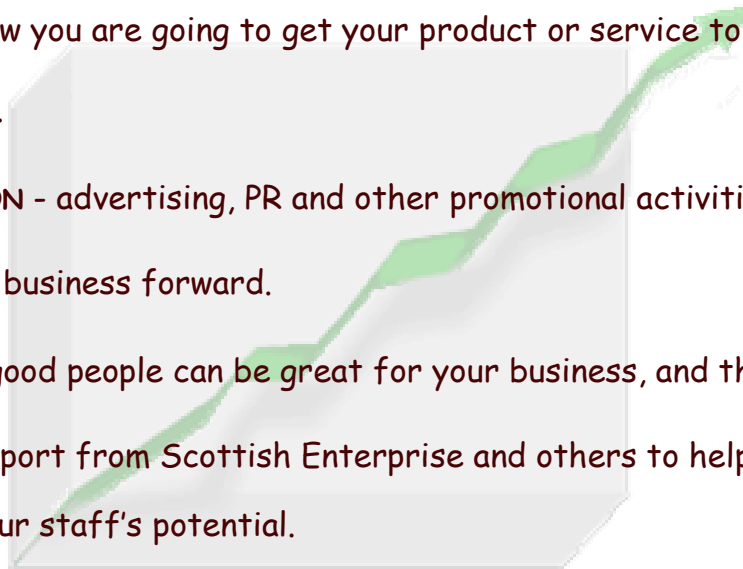 w you are going to get your product or service to
.
ON - advertising, PR and other promotional activiti
business forward.
good people can be great for your business, and th
port from Scottish Enterprise and others to help
ur staff's potential.